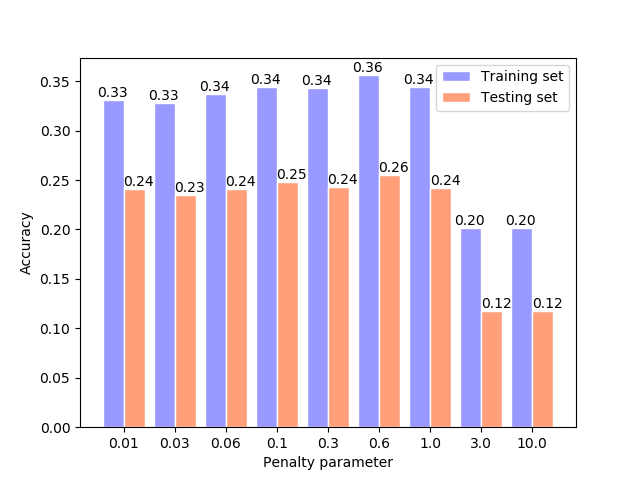 Training set
Testing set
0.33 0.33 0.34 0.34 0.34 0.36 0.34 0.20 0.20
0.24 0.23 0.24 0.25 0.24 0.26 0.24 0.12 0.12
0.35
0.30
0.25
0.20
0.15
0.10
0.05
0.00
Accuracy
0.01 0.03 0.06 0.1 0.3 0.6 1.0 3.0 10.0
Penalty parameter